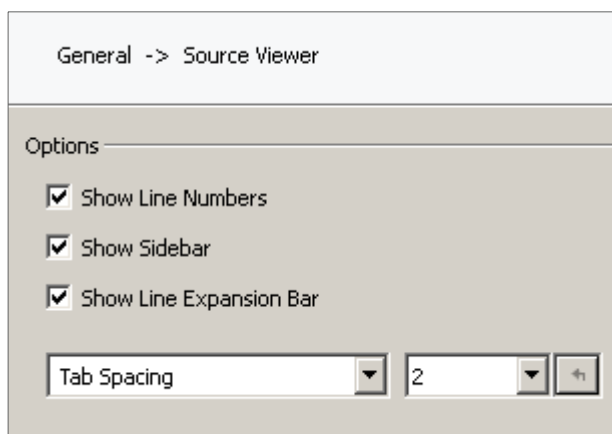 General -> Source Viewer
Options
Show Line Numbers
Show Sidebar
Show Line Expansion Bar
Tab Spacing 2